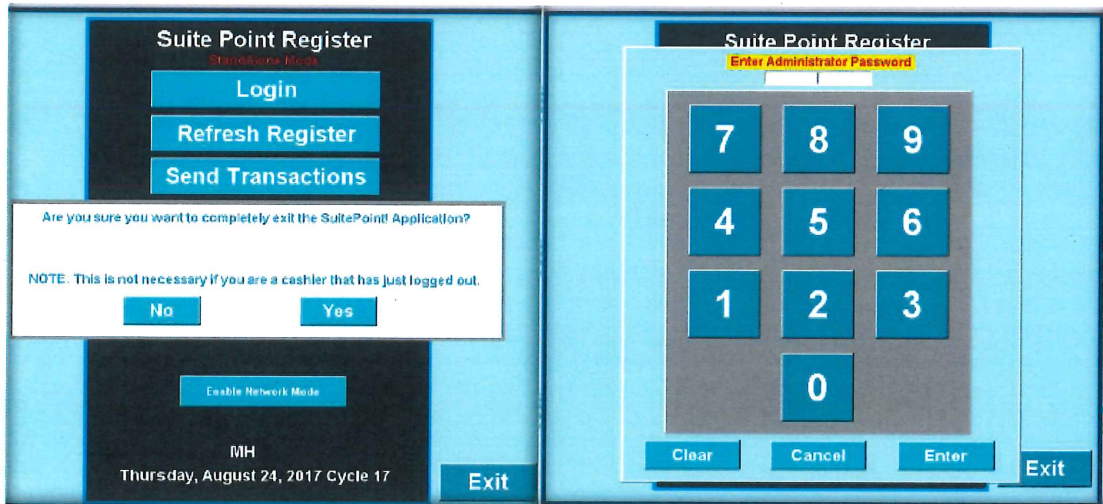 Suite Point Register
Standalone Mode
Login
Refresh Register
Send Transactions
Are you sure you want to completely exit the SuitePoint! Application?
NOTE. This is not necessary if you are a cashier that has just logged out.
No Yes
Enable Network Mode
MH
Thursday, August 24, 2017 Cycle 17
Exit
Suite Point Register
Enter Administrator Password
7 8 9
4 5 6
1 2 3
0
Clear Cancel Enter
Exit